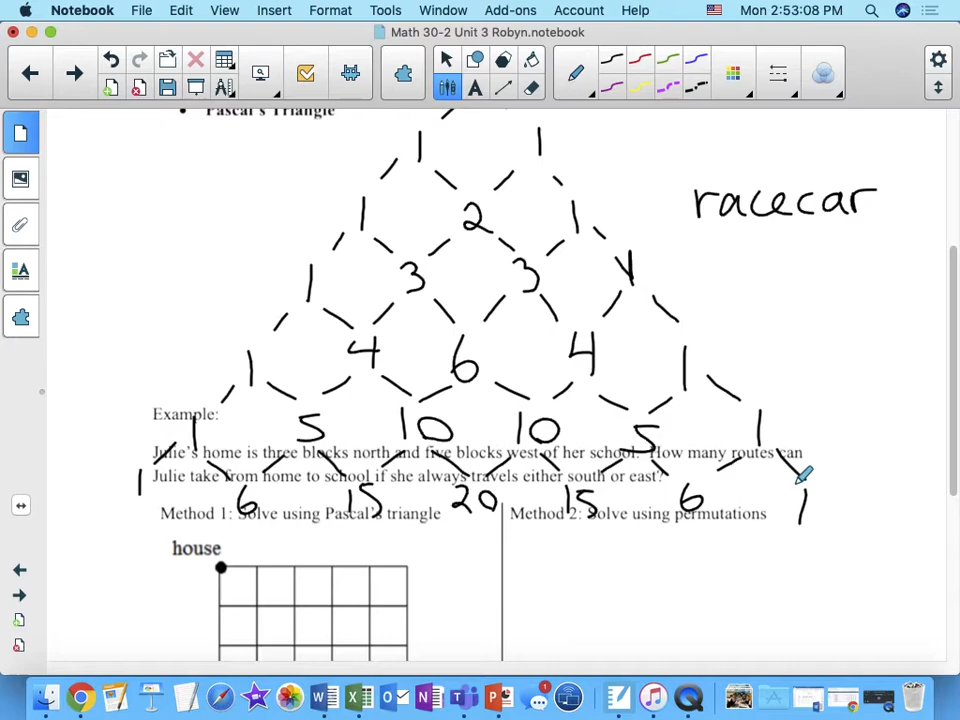 Notebook File Edit View Insert Format Tools Window Add-ons Account Help Mon 2:53:08 PM
Math 30-2 Unit 3 Robyn.notebook
Pascal's Triangle
1 1
racecar
1 2 1
1 3 3 1
1 4 6 4 1
Example:
1 5 10 10 5 1
Julie's home is three blocks north and five blocks west of her school. How many routes can
Julie take from home to school if she always travels either south or east?
1 6 15 20 15 6 1
Method 1: Solve using Pascal's triangle
Method 2: Solve using permutations
house
1